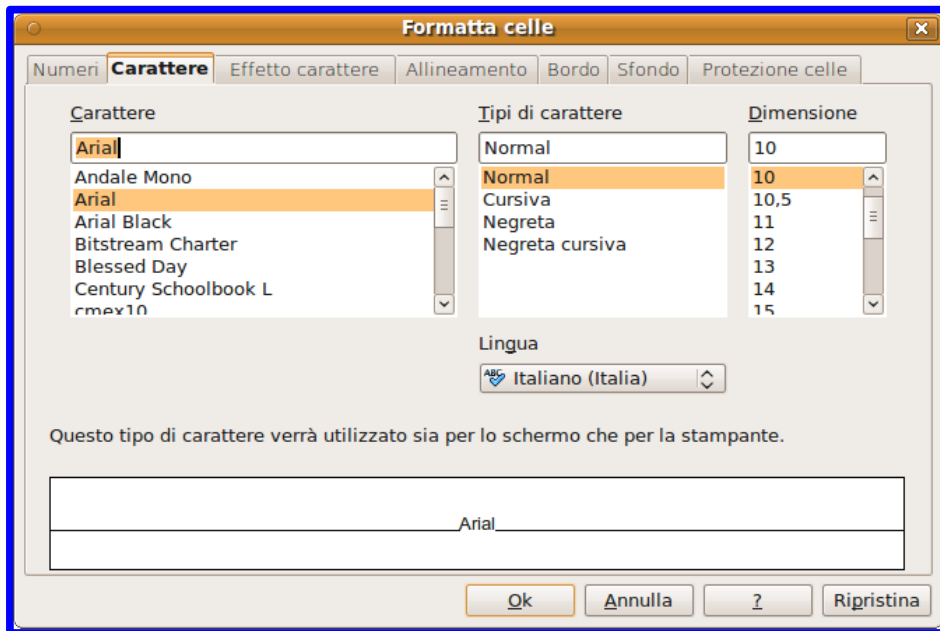 Formatta celle
Numeri Carattere Effetto carattere Allineamento Bordo Sfondo Protezione celle
Carattere Tipi di carattere Dimensione
Arial Normal 10
Andale Mono Normal 10
Arial Cursiva 10,5
Arial Black Negreta 11
Bitstream Charter Negreta cursiva 12
Blessed Day 13
Century Schoolbook L 14
cmex10 15
Lingua
ABC Italiano (Italia)
Questo tipo di carattere verrà utilizzato sia per lo schermo che per la stampante.
Arial
Ok Annulla ? Ripristina